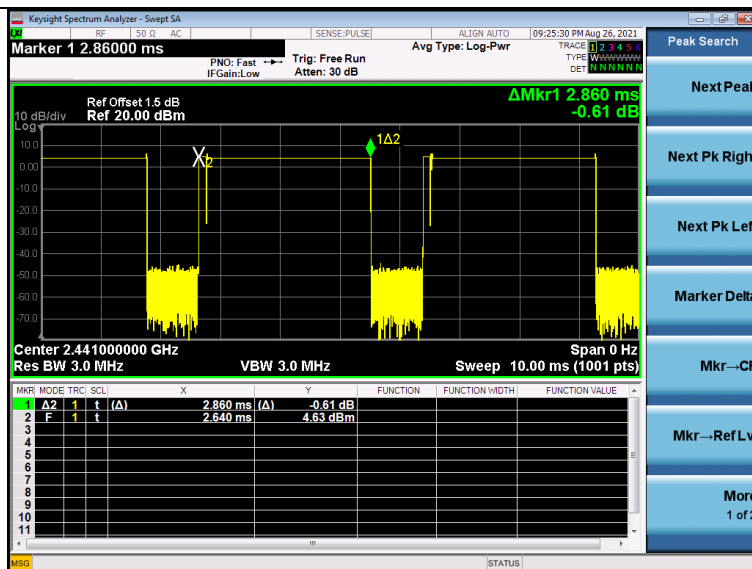 Keysight Spectrum Analyzer - Swept SA
LXI RF 50 Ω AC SENSE:PULSE ALIGN AUTO 09:25:30 PM Aug 26, 2021
Marker 1 2.86000 ms
PNO: Fast
IFGain:Low
Trig: Free Run
Atten: 30 dB
Avg Type: Log-Pwr
TRACE 1 2 3 4 5 6
TYPE W
DET N N N N N N
Peak Search
Next Peak
Next Pk Righ
Next Pk Lef
Marker Delta
Mkr→CF
Mkr→Ref Lv
More
1 of 2
ΔMkr1 2.860 ms
-0.61 dB
Ref Offset 1.5 dB
10 dB/div Ref 20.00 dBm
Log
10.0
0.00
-10.0
-20.0
-30.0
-40.0
-50.0
-60.0
-70.0
1Δ2
X2
Center 2.441000000 GHz Span 0 Hz
Res BW 3.0 MHz VBW 3.0 MHz Sweep 10.00 ms (1001 pts)
MKR MODE TRC SCL X Y FUNCTION FUNCTION WIDTH FUNCTION VALUE
1 Δ2 1 t (Δ) 2.860 ms (Δ) -0.61 dB
2 F 1 t 2.640 ms 4.63 dBm
3
4
5
6
7
8
9
10
11
MSG STATUS